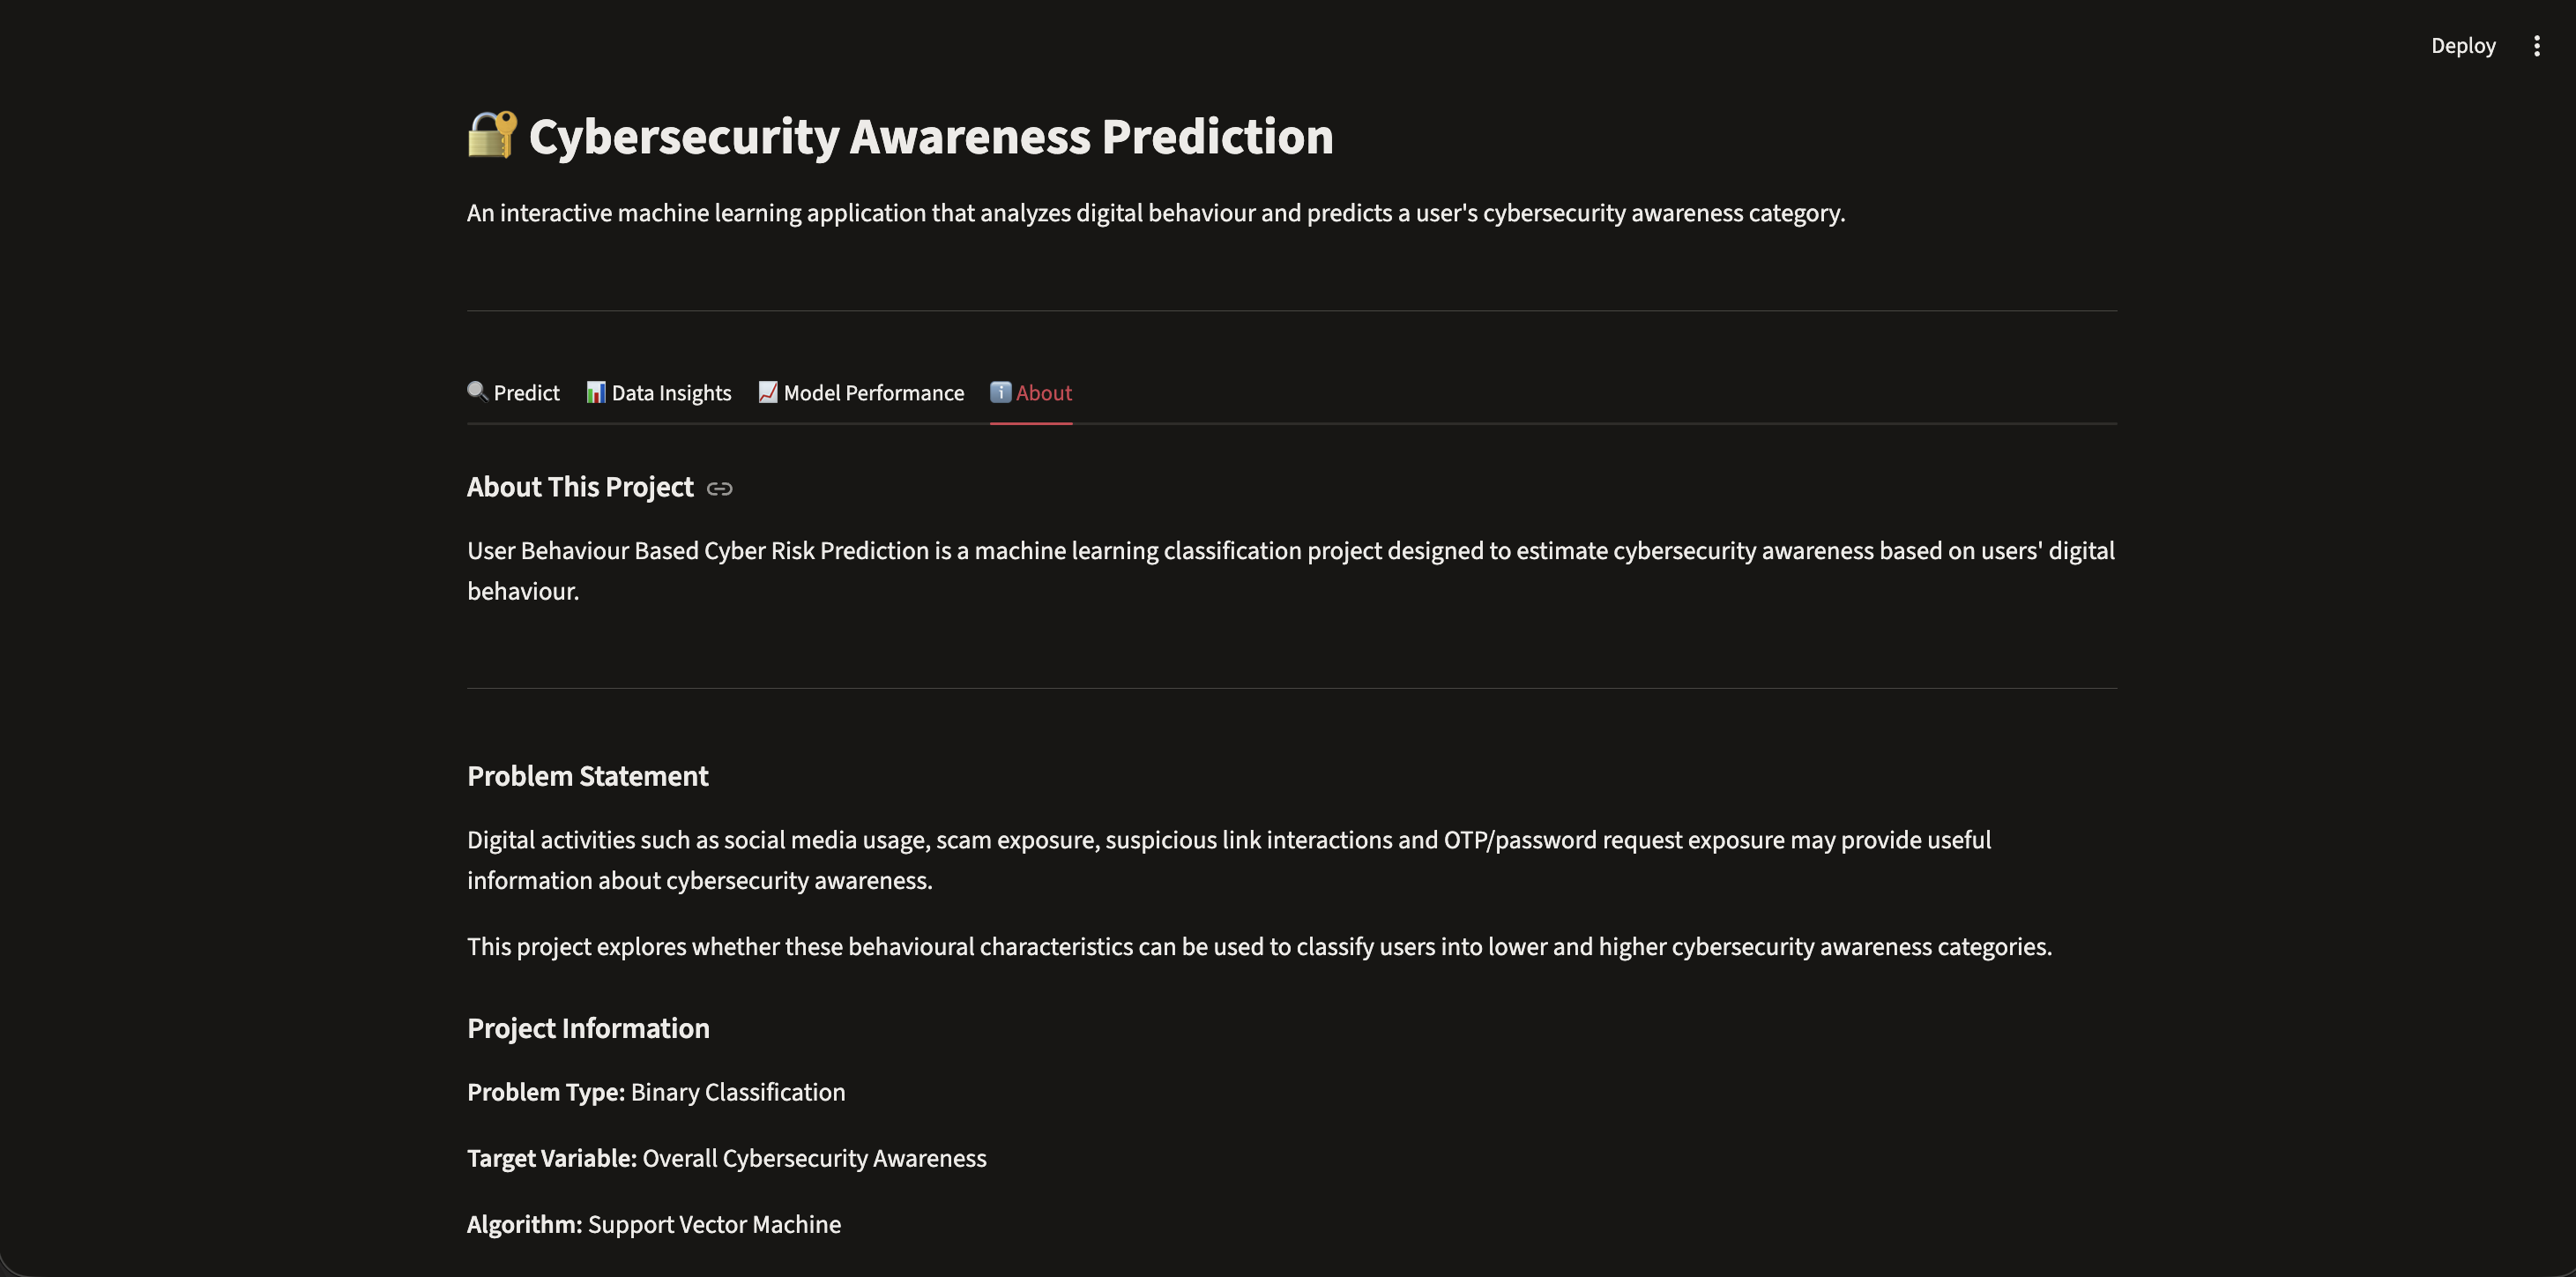 Deploy
Cybersecurity Awareness Prediction
An interactive machine learning application that analyzes digital behaviour and predicts a user's cybersecurity awareness category.
Predict Data Insights Model Performance About
About This Project
User Behaviour Based Cyber Risk Prediction is a machine learning classification project designed to estimate cybersecurity awareness based on users' digital
behaviour.
Problem Statement
Digital activities such as social media usage, scam exposure, suspicious link interactions and OTP/password request exposure may provide useful
information about cybersecurity awareness.
This project explores whether these behavioural characteristics can be used to classify users into lower and higher cybersecurity awareness categories.
Project Information
Problem Type: Binary Classification
Target Variable: Overall Cybersecurity Awareness
Algorithm: Support Vector Machine